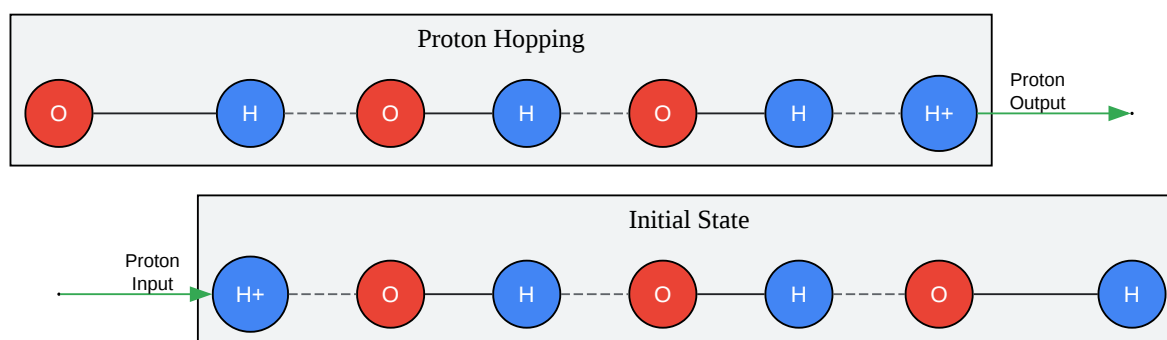 Proton Hopping
O H O H O H H+
Proton
Output
Initial State
Proton
Input
H+ O H O H O H